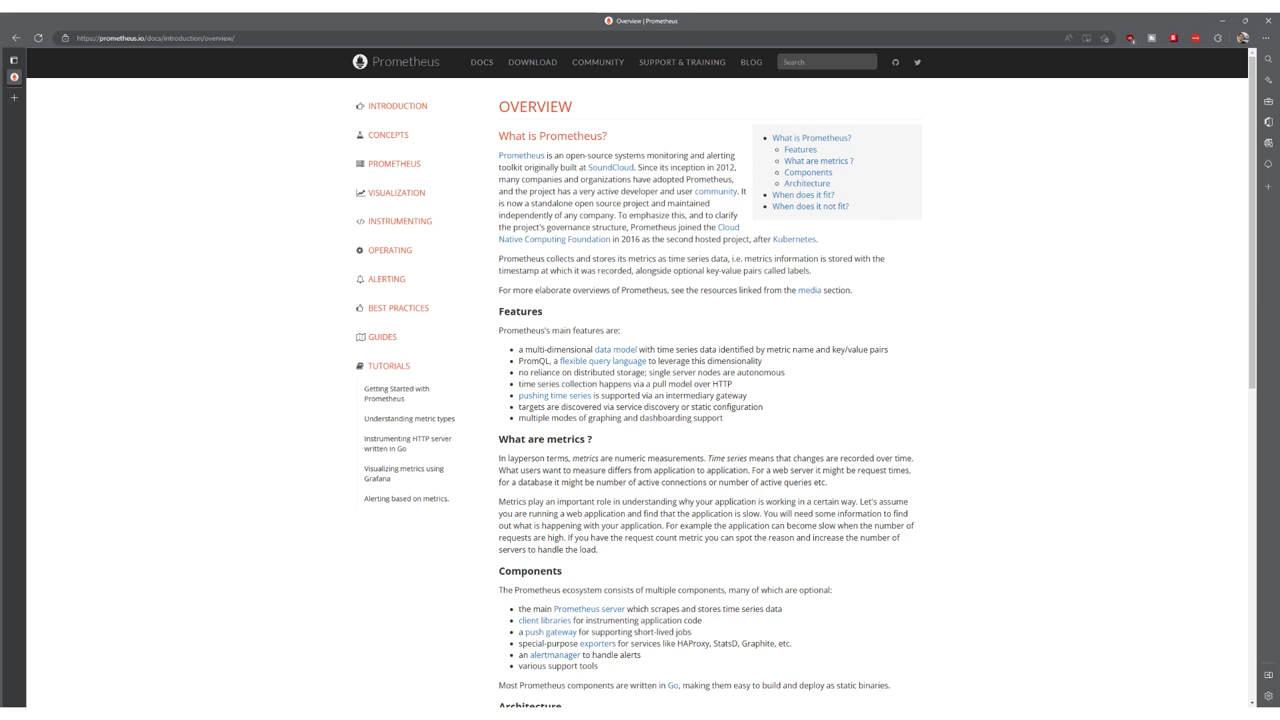 Overview | Prometheus
https://prometheus.io/docs/introduction/overview/
Prometheus
DOCS DOWNLOAD COMMUNITY SUPPORT & TRAINING BLOG Search
INTRODUCTION
CONCEPTS
PROMETHEUS
VISUALIZATION
INSTRUMENTING
OPERATING
ALERTING
BEST PRACTICES
GUIDES
TUTORIALS
Getting Started with
Prometheus
Understanding metric types
Instrumenting HTTP server
written in Go
Visualizing metrics using
Grafana
Alerting based on metrics.
OVERVIEW
What is Prometheus?
Prometheus is an open-source systems monitoring and alerting
toolkit originally built at SoundCloud. Since its inception in 2012,
many companies and organizations have adopted Prometheus,
and the project has a very active developer and user community. It
is now a standalone open source project and maintained
independently of any company. To emphasize this, and to clarify
the project's governance structure, Prometheus joined the Cloud
Native Computing Foundation in 2016 as the second hosted project, after Kubernetes.
What is Prometheus?
Features
What are metrics ?
Components
Architecture
When does it fit?
When does it not fit?
Prometheus collects and stores its metrics as time series data, i.e. metrics information is stored with the
timestamp at which it was recorded, alongside optional key-value pairs called labels.
For more elaborate overviews of Prometheus, see the resources linked from the media section.
Features
Prometheus's main features are:
a multi-dimensional data model with time series data identified by metric name and key/value pairs
PromQL, a flexible query language to leverage this dimensionality
no reliance on distributed storage; single server nodes are autonomous
time series collection happens via a pull model over HTTP
pushing time series is supported via an intermediary gateway
targets are discovered via service discovery or static configuration
multiple modes of graphing and dashboarding support
What are metrics ?
In layperson terms, metrics are numeric measurements. Time series means that changes are recorded over time.
What users want to measure differs from application to application. For a web server it might be request times,
for a database it might be number of active connections or number of active queries etc.
Metrics play an important role in understanding why your application is working in a certain way. Let's assume
you are running a web application and find that the application is slow. You will need some information to find
out what is happening with your application. For example the application can become slow when the number of
requests are high. If you have the request count metric you can spot the reason and increase the number of
servers to handle the load.
Components
The Prometheus ecosystem consists of multiple components, many of which are optional:
the main Prometheus server which scrapes and stores time series data
client libraries for instrumenting application code
a push gateway for supporting short-lived jobs
special-purpose exporters for services like HAProxy, StatsD, Graphite, etc.
an alertmanager to handle alerts
various support tools
Most Prometheus components are written in Go, making them easy to build and deploy as static binaries.
Architecture